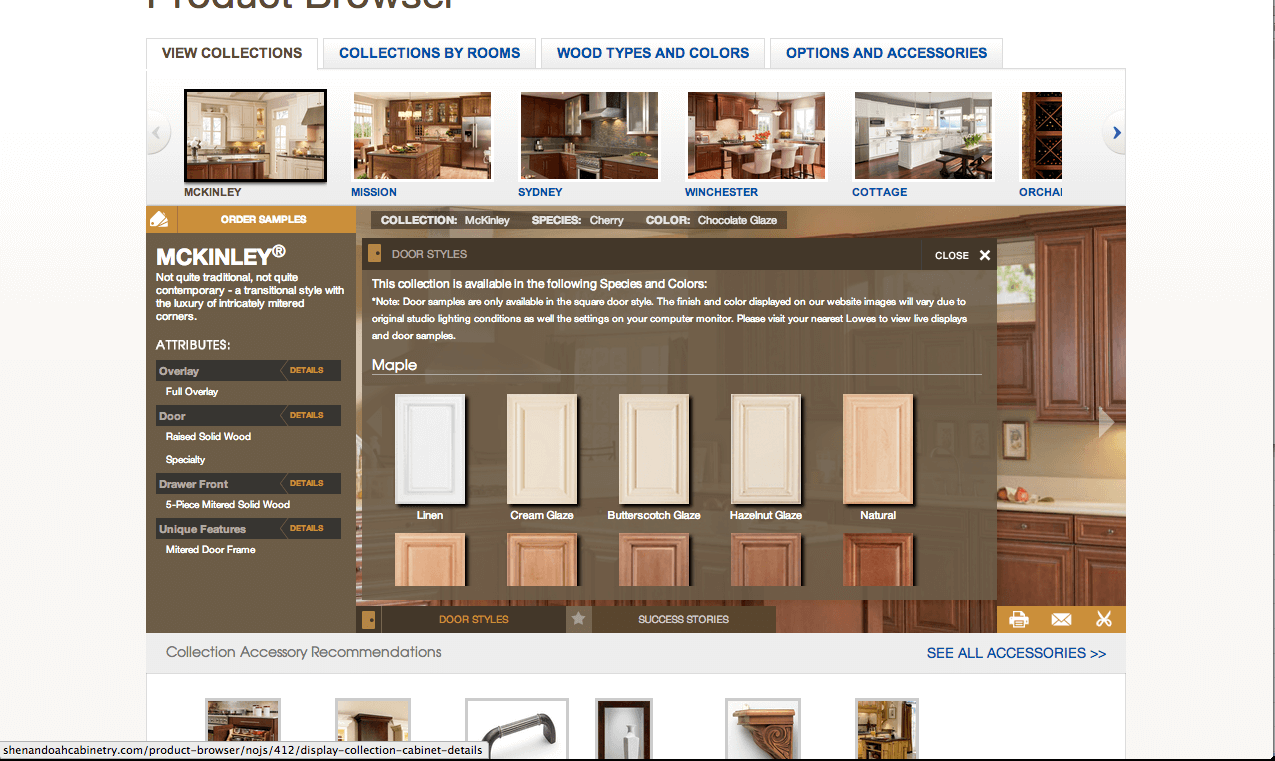 Product Browser
VIEW COLLECTIONS
COLLECTIONS BY ROOMS
WOOD TYPES AND COLORS
OPTIONS AND ACCESSORIES
MCKINLEY
MISSION
SYDNEY
WINCHESTER
COTTAGE
ORCHA
ORDER SAMPLES
COLLECTION: McKinley SPECIES: Cherry COLOR: Chocolate Glaze
MCKINLEY®
Not quite traditional, not quite
contemporary - a transitional style with
the luxury of intricately mitered
corners.
ATTRIBUTES:
Overlay DETAILS
Full Overlay
Door DETAILS
Raised Solid Wood
Specialty
Drawer Front DETAILS
5-Piece Mitered Solid Wood
Unique Features DETAILS
Mitered Door Frame
DOOR STYLES
CLOSE X
This collection is available in the following Species and Colors:
*Note: Door samples are only available in the square door style. The finish and color displayed on our website images will vary due to
original studio lighting conditions as well the settings on your computer monitor. Please visit your nearest Lowes to view live displays
and door samples.
Maple
Linen
Cream Glaze
Butterscotch Glaze
Hazelnut Glaze
Natural
DOOR STYLES
SUCCESS STORIES
Collection Accessory Recommendations
SEE ALL ACCESSORIES >>
shenandoahcabinetry.com/product-browser/nojs/412/display-collection-cabinet-details